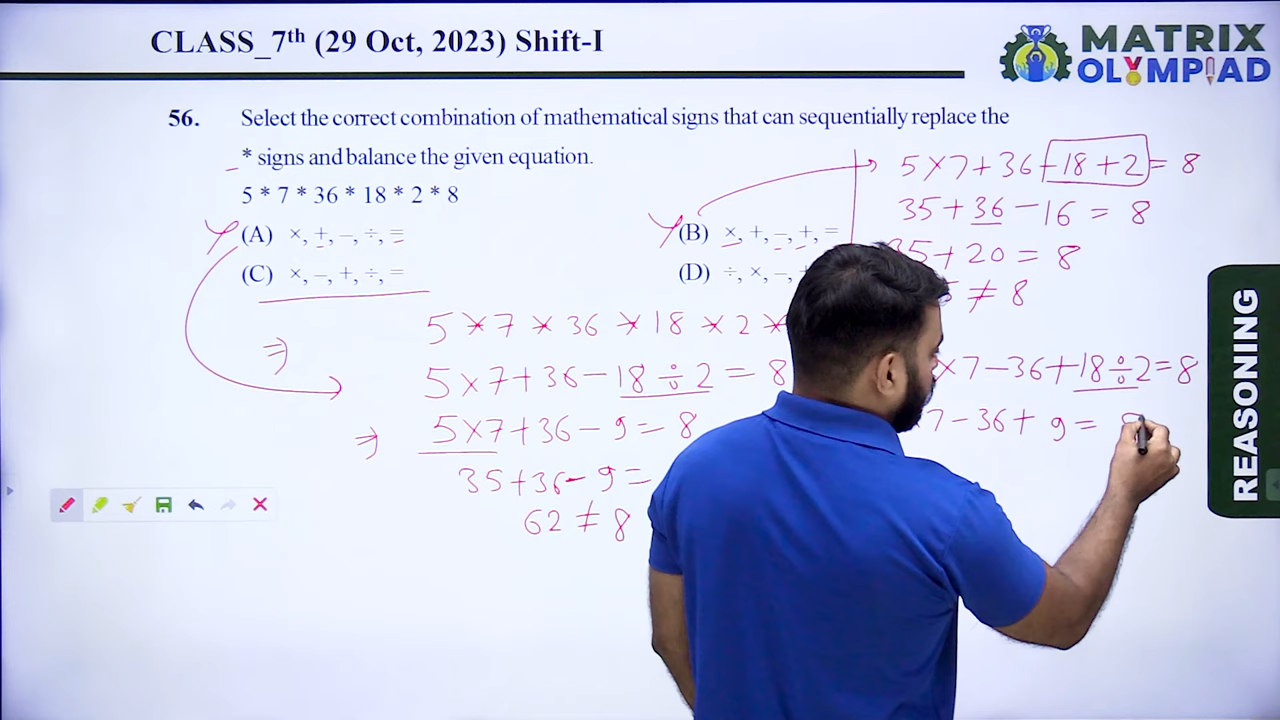 CLASS_7th (29 Oct, 2023) Shift-I
MATRIX
OLYMPIAD
56. Select the correct combination of mathematical signs that can sequentially replace the
* signs and balance the given equation.
5 * 7 * 36 * 18 * 2 * 8
(A) ×, +, –, ÷, =
(B) ×, +, –, +, =
(C) ×, –, +, ÷, =
(D) ÷, ×, –,
5×7+36-18+2=8
35+36-16=8
35+20=8
≠ 8
5 * 7 * 36 * 18 * 2 *
5×7+36-18÷2=8
⇒
⇒ 5×7+36-9=8
35+36-9=
62 ≠ 8
×7-36+18÷2=8
7-36+9=
REASONING